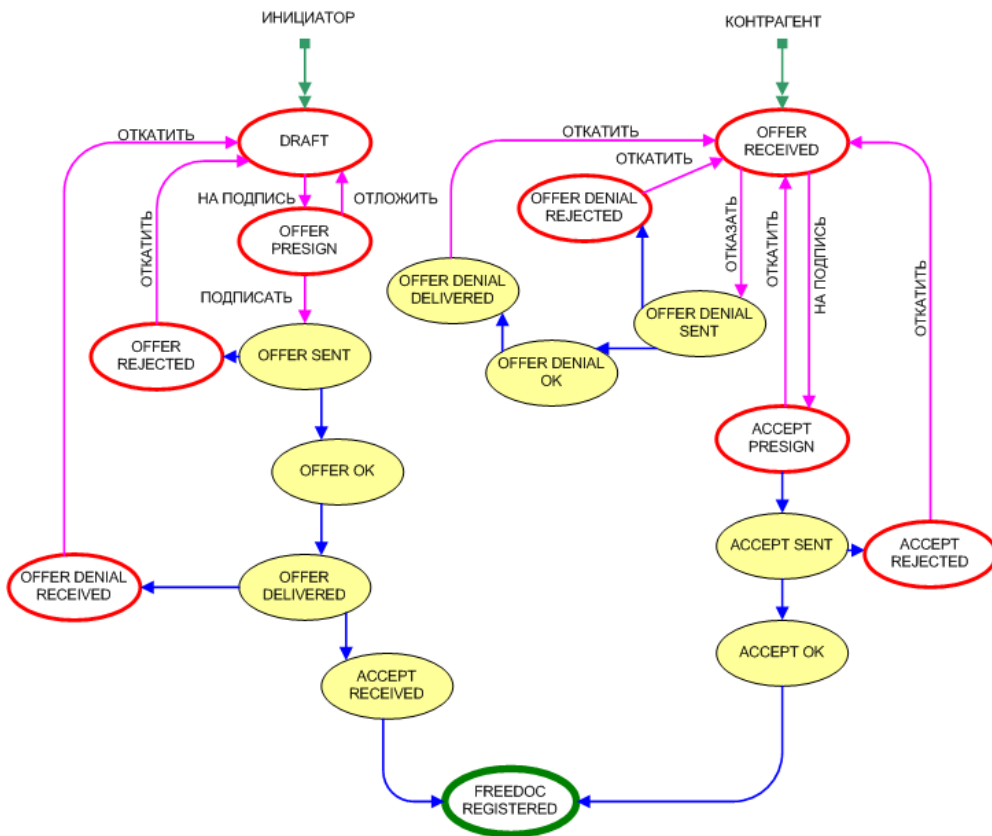 ИНИЦИАТОР
КОНТРАГЕНТ
ОТКАТИТЬ
DRAFT
ОТКАТИТЬ
OFFER
RECEIVED
ОТКАТИТЬ
НА ПОДПИСЬ
ОТЛОЖИТЬ
OFFER DENIAL
REJECTED
OFFER
PRESIGN
ОТКАТИТЬ
ОТКАЗАТЬ
ОТКАТИТЬ
НА ПОДПИСЬ
ОТКАТИТЬ
OFFER DENIAL
DELIVERED
ПОДПИСАТЬ
OFFER DENIAL
SENT
OFFER
REJECTED
OFFER SENT
OFFER DENIAL
OK
ACCEPT
PRESIGN
OFFER OK
ACCEPT SENT
ACCEPT
REJECTED
OFFER DENIAL
RECEIVED
OFFER
DELIVERED
ACCEPT OK
ACCEPT
RECEIVED
FREEDOC
REGISTERED